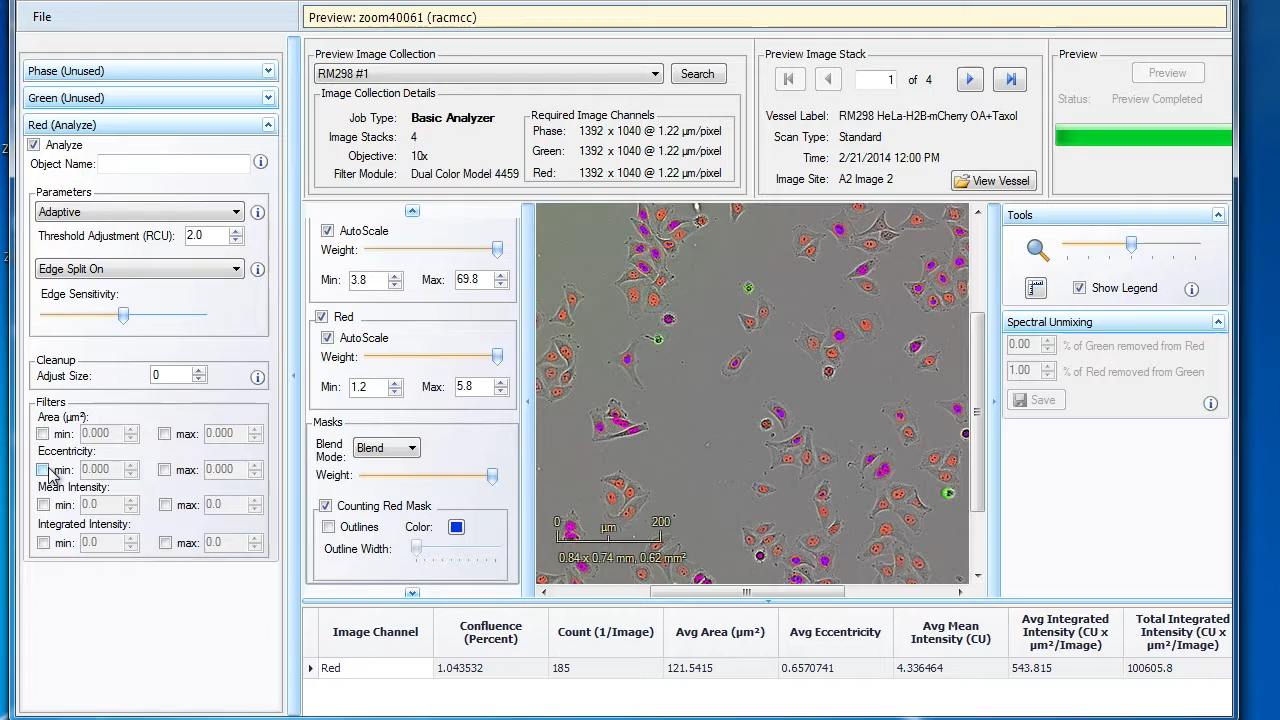 File
Preview: zoom40061 (racmcc)
Phase (Unused)
Green (Unused)
Red (Analyze)
Analyze
Object Name:
Parameters
Adaptive
Threshold Adjustment (RCU): 2.0
Edge Split On
Edge Sensitivity:
Cleanup
Adjust Size: 0
Filters
Area (µm²):
min: 0.000 max: 0.000
Eccentricity:
min: 0.000 max: 0.000
Mean Intensity:
min: 0.0 max: 0.0
Integrated Intensity:
min: 0.0 max: 0.0
Preview Image Collection
RM298 #1 Search
Image Collection Details
Job Type: Basic Analyzer
Image Stacks: 4
Objective: 10x
Filter Module: Dual Color Model 4459
Required Image Channels
Phase: 1392 x 1040 @ 1.22 µm/pixel
Green: 1392 x 1040 @ 1.22 µm/pixel
Red: 1392 x 1040 @ 1.22 µm/pixel
Preview Image Stack
1 of 4
Vessel Label: RM298 HeLa-H2B-mCherry OA+Taxol
Scan Type: Standard
Time: 2/21/2014 12:00 PM
Image Site: A2 Image 2
View Vessel
Preview
Preview
Status: Preview Completed
AutoScale
Weight:
Min: 3.8 Max: 69.8
Red
AutoScale
Weight:
Min: 1.2 Max: 5.8
Masks
Blend
Mode: Blend
Weight:
Counting Red Mask
Outlines Color:
Outline Width:
0 µm 200
0.84 x 0.74 mm, 0.62 mm²
Tools
Show Legend
Spectral Unmixing
0.00 % of Green removed from Red
1.00 % of Red removed from Green
Save
Image Channel Confluence (Percent) Count (1/Image) Avg Area (µm²) Avg Eccentricity Avg Mean Intensity (CU) Avg Integrated Intensity (CU x µm²/Image) Total Integrated Intensity (CU x µm²/Image)
Red 1.043532 185 121.5415 0.6570741 4.336464 543.815 100605.8